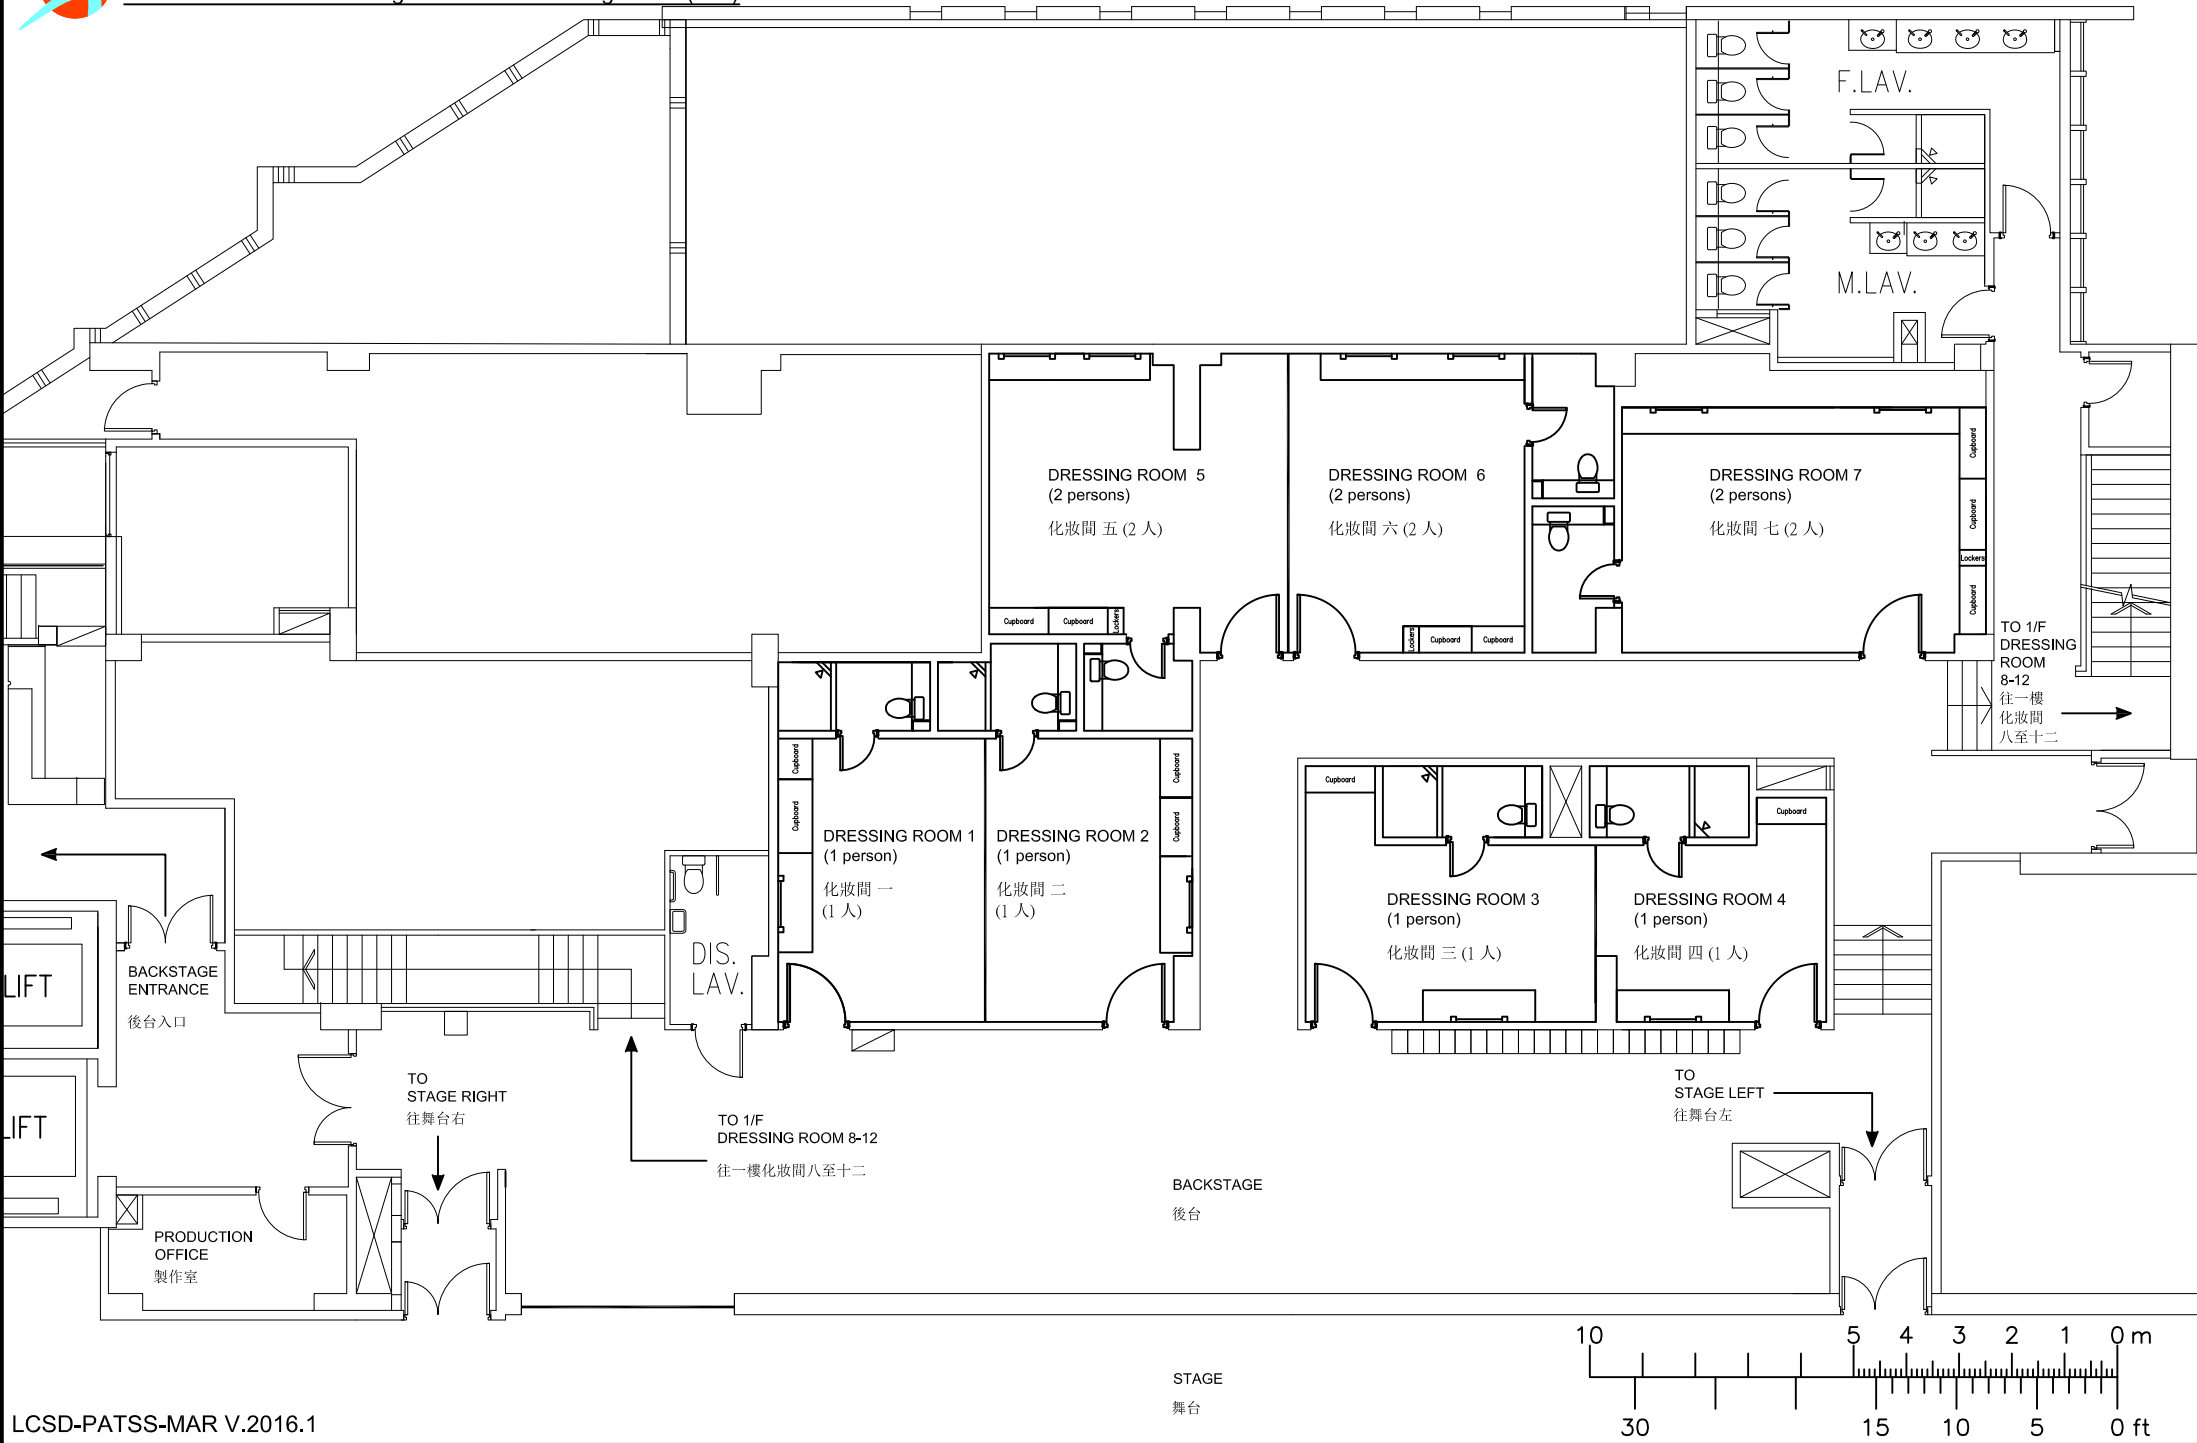 F.LAV.
M.LAV.
DRESSING ROOM 5
(2 persons)
化妝間 五 (2 人)
DRESSING ROOM 6
(2 persons)
化妝間 六 (2 人)
DRESSING ROOM 7
(2 persons)
化妝間 七 (2 人)
Cupboard
Cupboard
Lockers
Cupboard
Cupboard
Cupboard
Lockers
Lockers
Cupboard
Cupboard
TO 1/F
DRESSING
ROOM
8-12
往一樓
化妝間
八至十二
Cupboard
Cupboard
Cupboard
Cupboard
Cupboard
Cupboard
DRESSING ROOM 1
(1 person)
化妝間 一
(1 人)
DRESSING ROOM 2
(1 person)
化妝間 二
(1 人)
DRESSING ROOM 3
(1 person)
化妝間 三 (1 人)
DRESSING ROOM 4
(1 person)
化妝間 四 (1 人)
DIS.
LAV.
LIFT
BACKSTAGE
ENTRANCE
後台入口
LIFT
TO
STAGE RIGHT
往舞台右
TO 1/F
DRESSING ROOM 8-12
往一樓化妝間八至十二
TO
STAGE LEFT
往舞台左
BACKSTAGE
後台
PRODUCTION
OFFICE
製作室
STAGE
舞台
10 5 4 3 2 1 0 m
30 15 10 5 0 ft
LCSD-PATSS-MAR V.2016.1